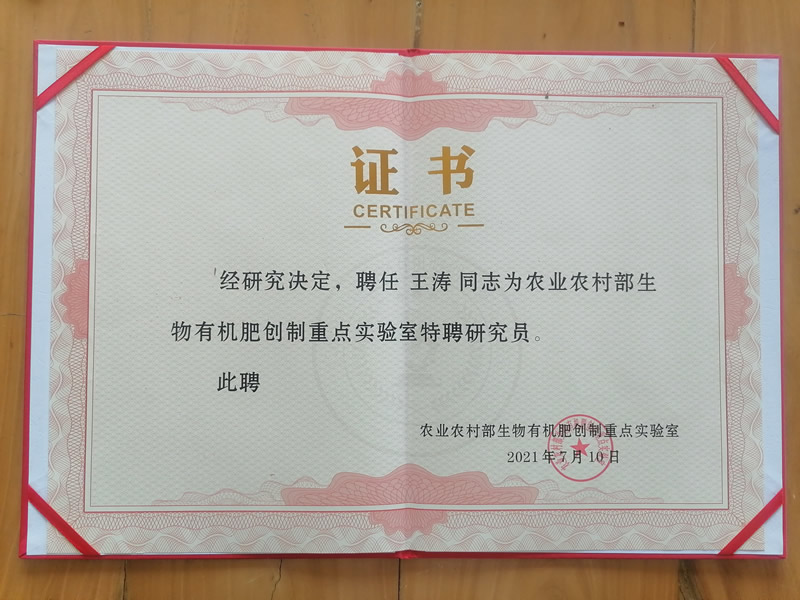 证书
CERTIFICATE
经研究决定，聘任 王涛 同志为农业农村部生
物有机肥创制重点实验室特聘研究员。
此聘
农业农村部生物有机肥创制重点实验室
2021年7月10日